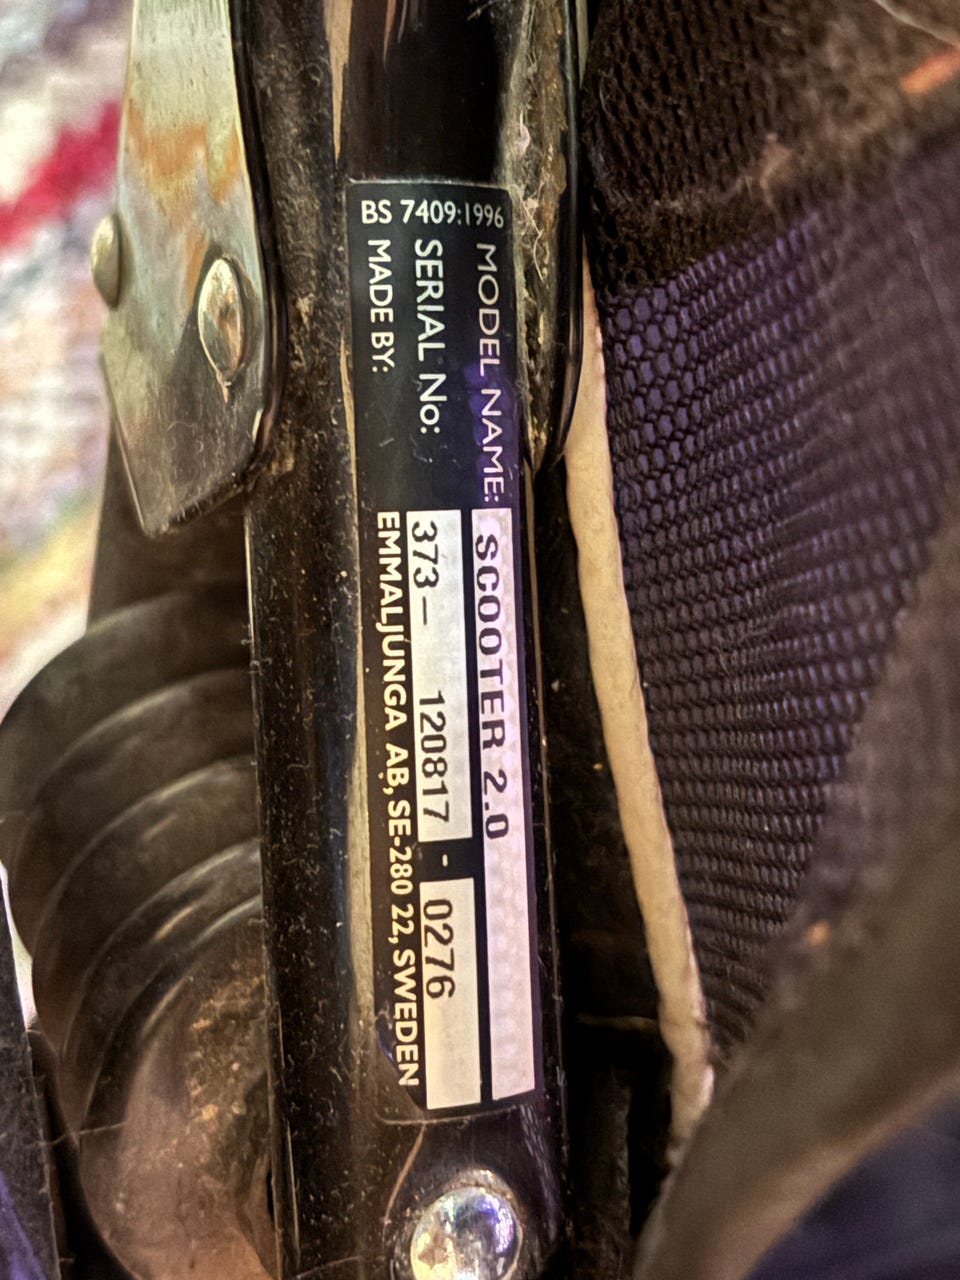 BS 7409:1996
MODEL NAME: SCOOTER 2.0
SERIAL No: 373– 120817 - 0276
MADE BY: EMMALJUNGA AB, SE-280 22, SWEDEN